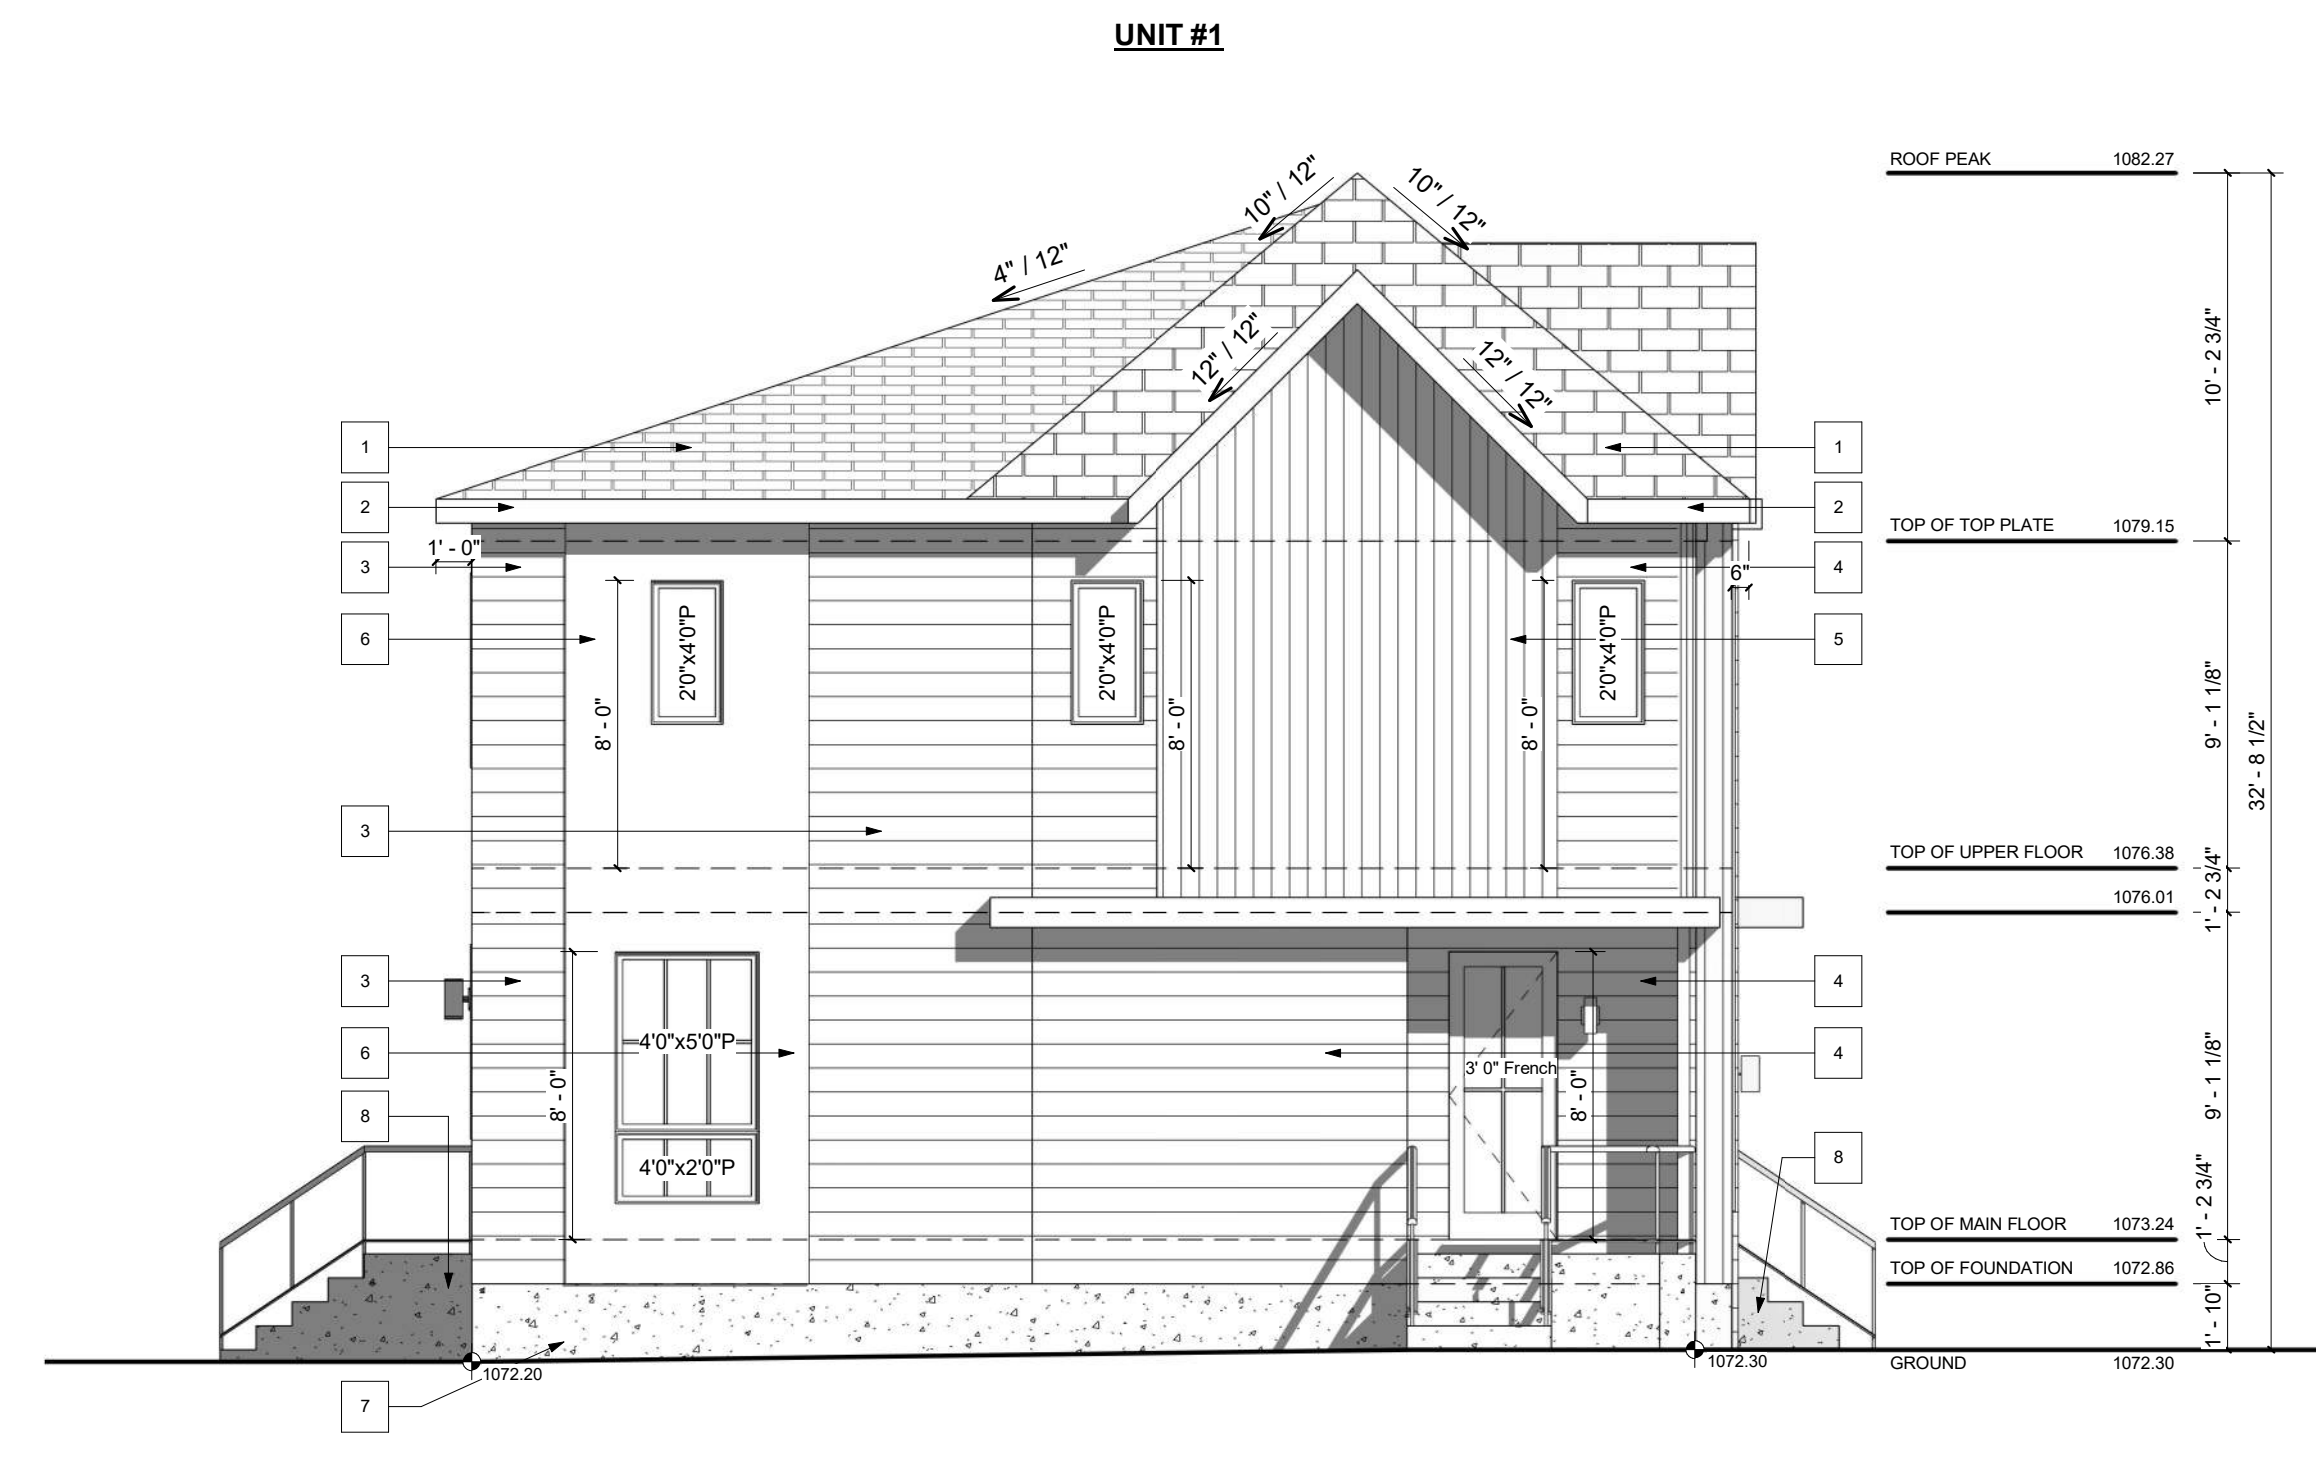 UNIT #1
ROOF PEAK 1082.27
10" / 12"
10" / 12"
4" / 12"
12" / 12"
12" / 12"
10' - 2 3/4"
1
1
2
2
TOP OF TOP PLATE 1079.15
1' - 0"
3
4
6"
6
2'0"x4'0"P
2'0"x4'0"P
2'0"x4'0"P
5
8' - 0"
8' - 0"
8' - 0"
9' - 1 1/8"
32' - 8 1/2"
3
TOP OF UPPER FLOOR 1076.38
1' - 2 3/4"
1076.01
3
4
6
4'0"x5'0"P
4
3' 0" French
8' - 0"
8' - 0"
9' - 1 1/8"
8
8
4'0"x2'0"P
1' - 2 3/4"
TOP OF MAIN FLOOR 1073.24
TOP OF FOUNDATION 1072.86
1' - 10"
1072.20
1072.30
GROUND 1072.30
7